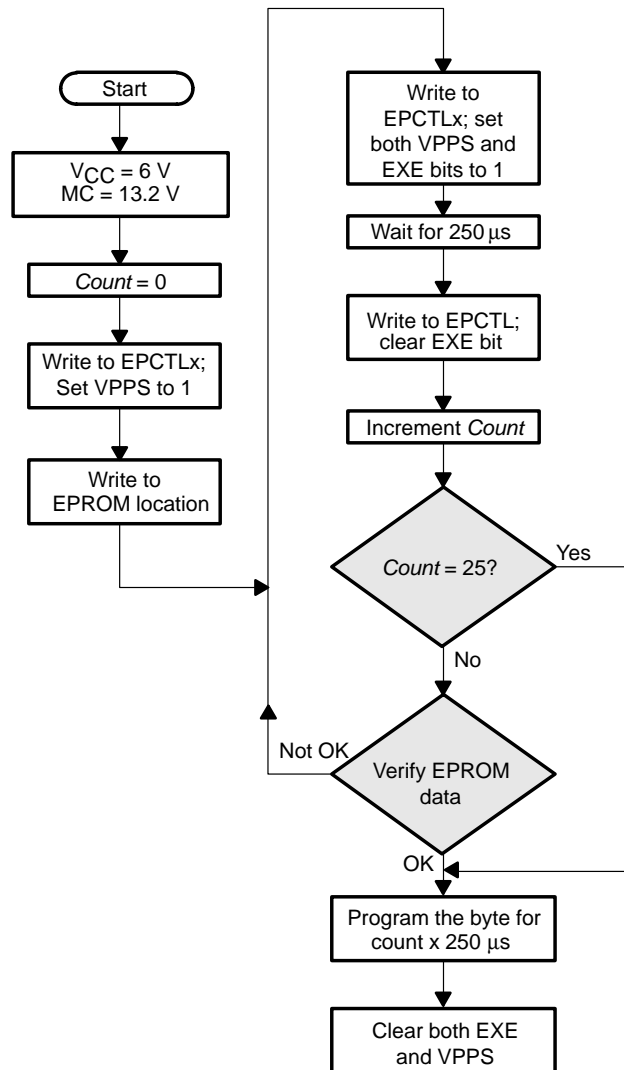 Start
VCC = 6 V
MC = 13.2 V
Count = 0
Write to EPCTLx;
Set VPPS to 1
Write to
EPROM location
Write to
EPCTLx; set
both VPPS and
EXE bits to 1
Wait for 250 µs
Write to EPCTL;
clear EXE bit
Increment Count
Count = 25?
Yes
No
Not OK
Verify EPROM
data
OK
Program the byte for
count x 250 µs
Clear both EXE
and VPPS